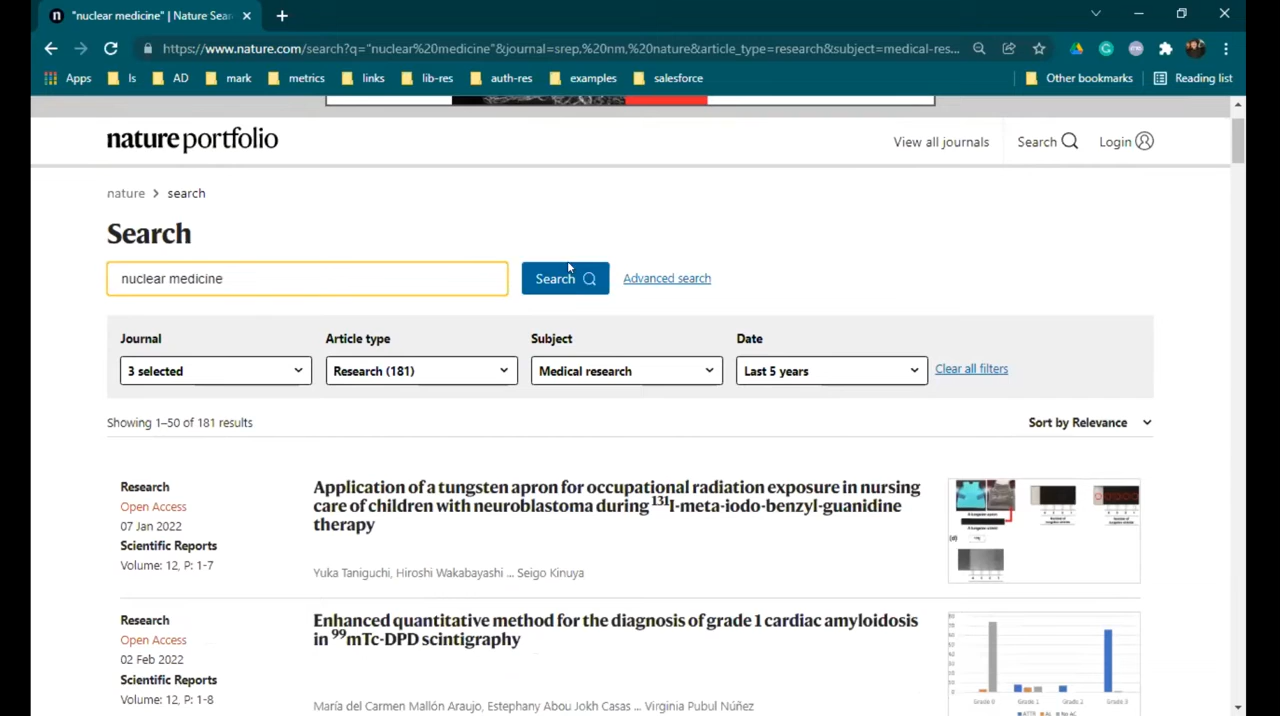 "nuclear medicine" | Nature Sear
https://www.nature.com/search?q="nuclear%20medicine"&journal=srep,%20nm,%20nature&article_type=research&subject=medical-res...
Apps ls AD mark metrics links lib-res auth-res examples salesforce Other bookmarks Reading list
nature portfolio
View all journals Search Login
nature > search
Search
nuclear medicine Search Advanced search
Journal Article type Subject Date
3 selected Research (181) Medical research Last 5 years Clear all filters
Showing 1–50 of 181 results Sort by Relevance
Research
Open Access
07 Jan 2022
Scientific Reports
Volume: 12, P: 1-7
Application of a tungsten apron for occupational radiation exposure in nursing
care of children with neuroblastoma during ¹³¹I-meta-iodo-benzyl-guanidine
therapy
Yuka Taniguchi, Hiroshi Wakabayashi ... Seigo Kinuya
Research
Open Access
02 Feb 2022
Scientific Reports
Volume: 12, P: 1-8
Enhanced quantitative method for the diagnosis of grade 1 cardiac amyloidosis
in ⁹⁹mTc-DPD scintigraphy
María del Carmen Mallón Araujo, Estephany Abou Jokh Casas ... Virginia Pubul Núñez
Grade 0 Grade 1 Grade 2 Grade 3